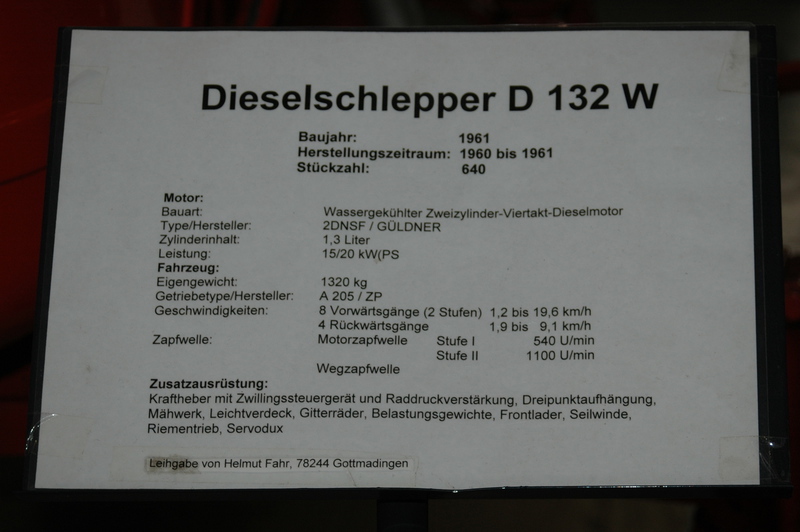 Dieselschlepper D 132 W
Baujahr: 1961
Herstellungszeitraum: 1960 bis 1961
Stückzahl: 640
Motor:
Bauart: Wassergekühlter Zweizylinder-Viertakt-Dieselmotor
Type/Hersteller: 2DNSF / GÜLDNER
Zylinderinhalt: 1,3 Liter
Leistung: 15/20 kW(PS
Fahrzeug:
Eigengewicht: 1320 kg
Getriebetype/Hersteller: A 205 / ZP
Geschwindigkeiten: 8 Vorwärtsgänge (2 Stufen) 1,2 bis 19,6 km/h
4 Rückwärtsgänge 1,9 bis 9,1 km/h
Zapfwelle: Motorzapfwelle Stufe I 540 U/min
Stufe II 1100 U/min
Wegzapfwelle
Zusatzausrüstung:
Kraftheber mit Zwillingssteuergerät und Raddruckverstärkung, Dreipunktaufhängung,
Mähwerk, Leichtverdeck, Gitterräder, Belastungsgewichte, Frontlader, Seilwinde,
Riementrieb, Servodux
Leihgabe von Helmut Fahr, 78244 Gottmadingen